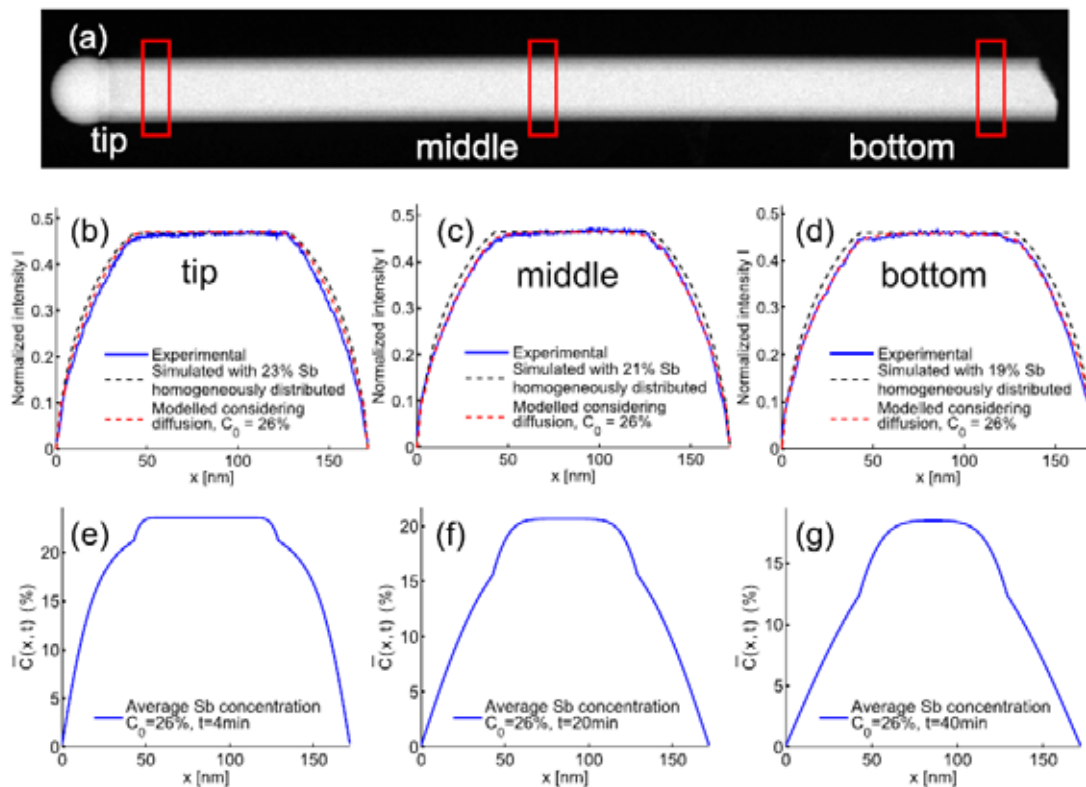 (a)
tip
middle
bottom
(b)
tip
Normalized intensity I
0.5
0.4
0.3
0.2
0.1
0
Experimental
Simulated with 23% Sb
homogeneously distributed
Modelled considering
diffusion, C₀ = 26%
0
50
100
150
x [nm]
(c)
middle
Normalized intensity I
0.5
0.4
0.3
0.2
0.1
0
Experimental
Simulated with 21% Sb
homogeneously distributed
Modelled considering
diffusion, C₀ = 26%
0
50
100
150
x [nm]
(d)
bottom
Normalized intensity I
0.5
0.4
0.3
0.2
0.1
0
Experimental
Simulated with 19% Sb
homogeneously distributed
Modelled considering
diffusion, C₀ = 26%
0
50
100
150
x [nm]
(e)
C̅(x,t) (%)
20
15
10
5
0
Average Sb concentration
C₀=26%, t=4min
0
50
100
150
x [nm]
(f)
C̅(x,t) (%)
20
15
10
5
0
Average Sb concentration
C₀=26%, t=20min
0
50
100
150
x [nm]
(g)
C̅(x,t) (%)
15
10
5
0
Average Sb concentration
C₀=26%, t=40min
0
50
100
150
x [nm]